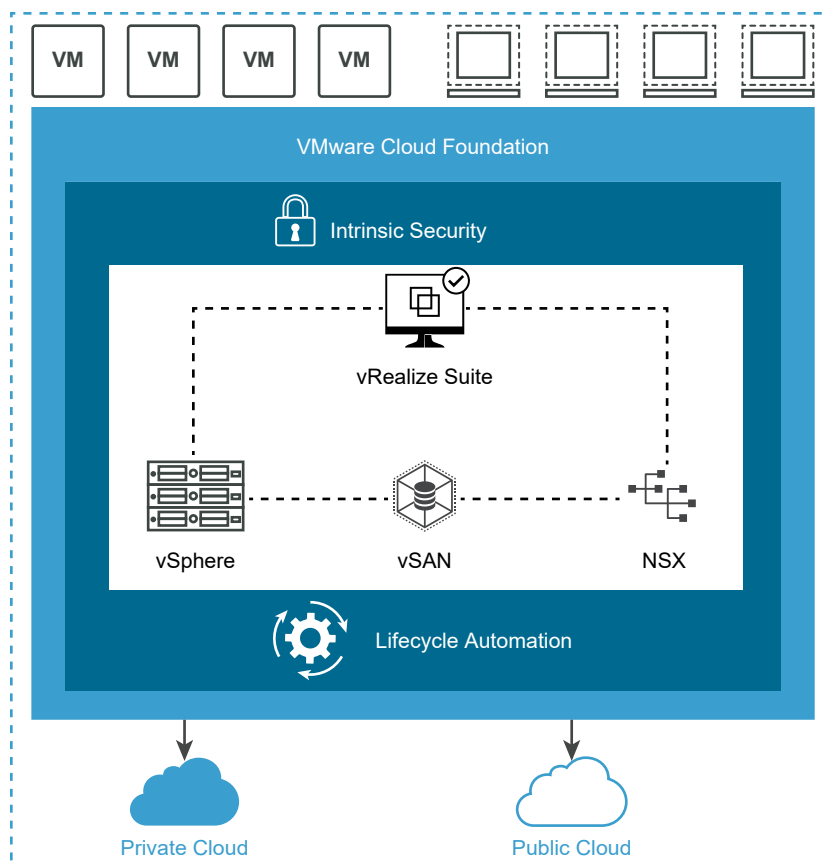 VM VM VM VM
VMware Cloud Foundation
Intrinsic Security
vRealize Suite
vSphere vSAN NSX
Lifecycle Automation
Private Cloud Public Cloud